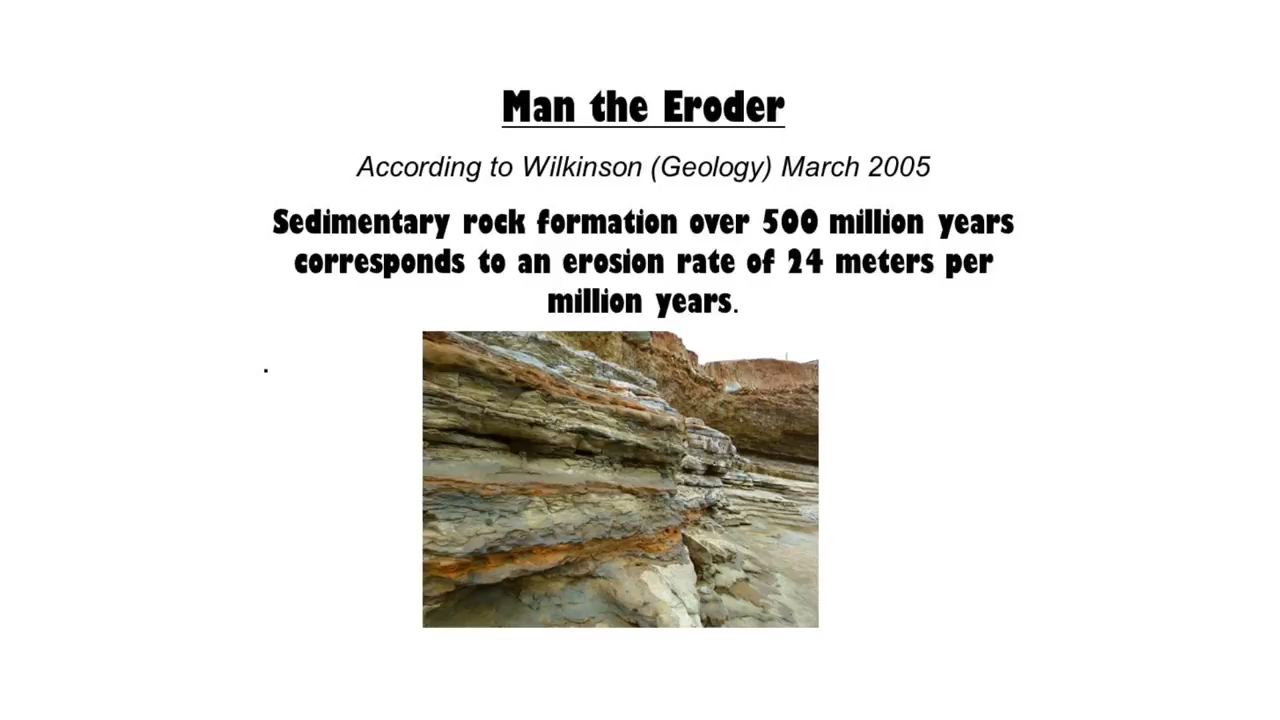 Man the Eroder
According to Wilkinson (Geology) March 2005
Sedimentary rock formation over 500 million years
corresponds to an erosion rate of 24 meters per
million years.
.